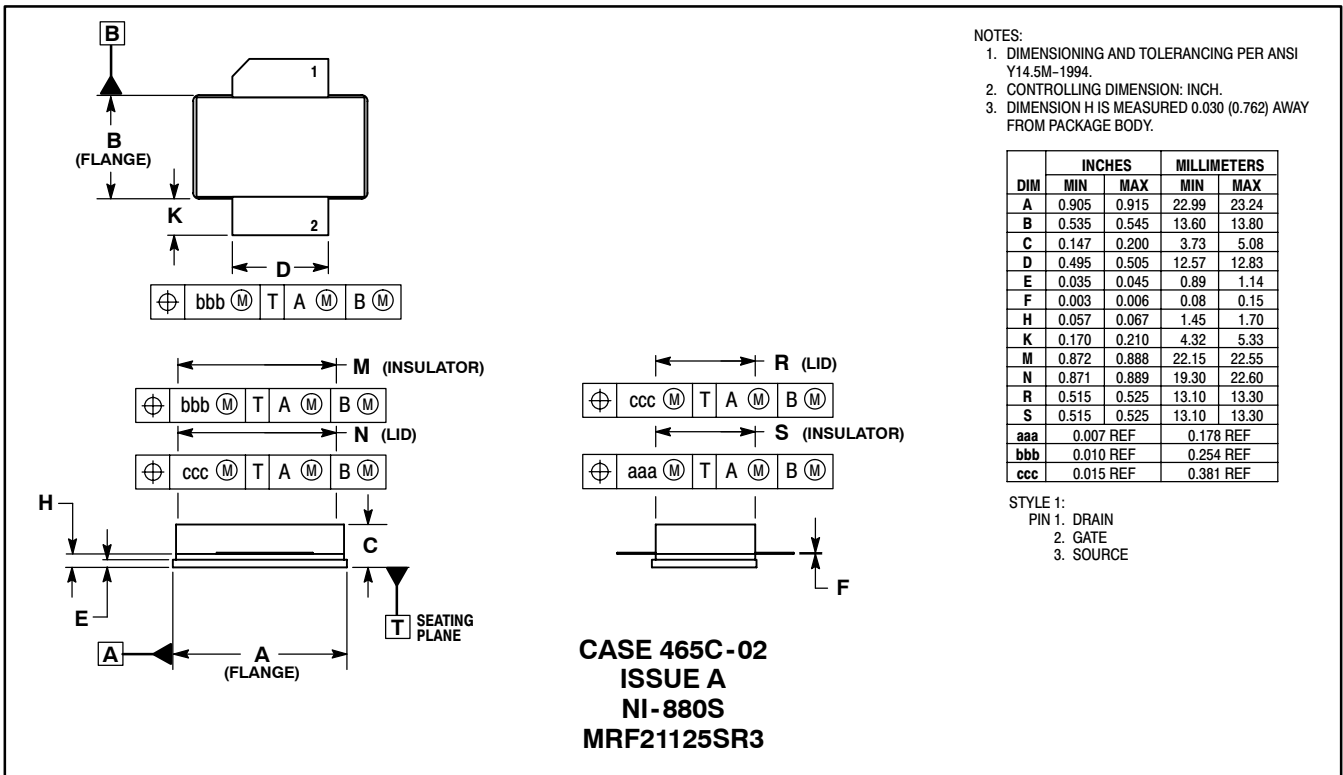 B
1
B
(FLANGE)
K
2
D
⌖ bbb Ⓜ T A Ⓜ B Ⓜ
M (INSULATOR)
⌖ bbb Ⓜ T A Ⓜ B Ⓜ
N (LID)
⌖ ccc Ⓜ T A Ⓜ B Ⓜ
H
C
E
T SEATING
PLANE
A
A
(FLANGE)
R (LID)
⌖ ccc Ⓜ T A Ⓜ B Ⓜ
S (INSULATOR)
⌖ aaa Ⓜ T A Ⓜ B Ⓜ
F
CASE 465C-02
ISSUE A
NI-880S
MRF21125SR3
NOTES:
1. DIMENSIONING AND TOLERANCING PER ANSI
Y14.5M-1994.
2. CONTROLLING DIMENSION: INCH.
3. DIMENSION H IS MEASURED 0.030 (0.762) AWAY
FROM PACKAGE BODY.
INCHES MILLIMETERS
DIM MIN MAX MIN MAX
A 0.905 0.915 22.99 23.24
B 0.535 0.545 13.60 13.80
C 0.147 0.200 3.73 5.08
D 0.495 0.505 12.57 12.83
E 0.035 0.045 0.89 1.14
F 0.003 0.006 0.08 0.15
H 0.057 0.067 1.45 1.70
K 0.170 0.210 4.32 5.33
M 0.872 0.888 22.15 22.55
N 0.871 0.889 19.30 22.60
R 0.515 0.525 13.10 13.30
S 0.515 0.525 13.10 13.30
aaa 0.007 REF 0.178 REF
bbb 0.010 REF 0.254 REF
ccc 0.015 REF 0.381 REF
STYLE 1:
PIN 1. DRAIN
2. GATE
3. SOURCE